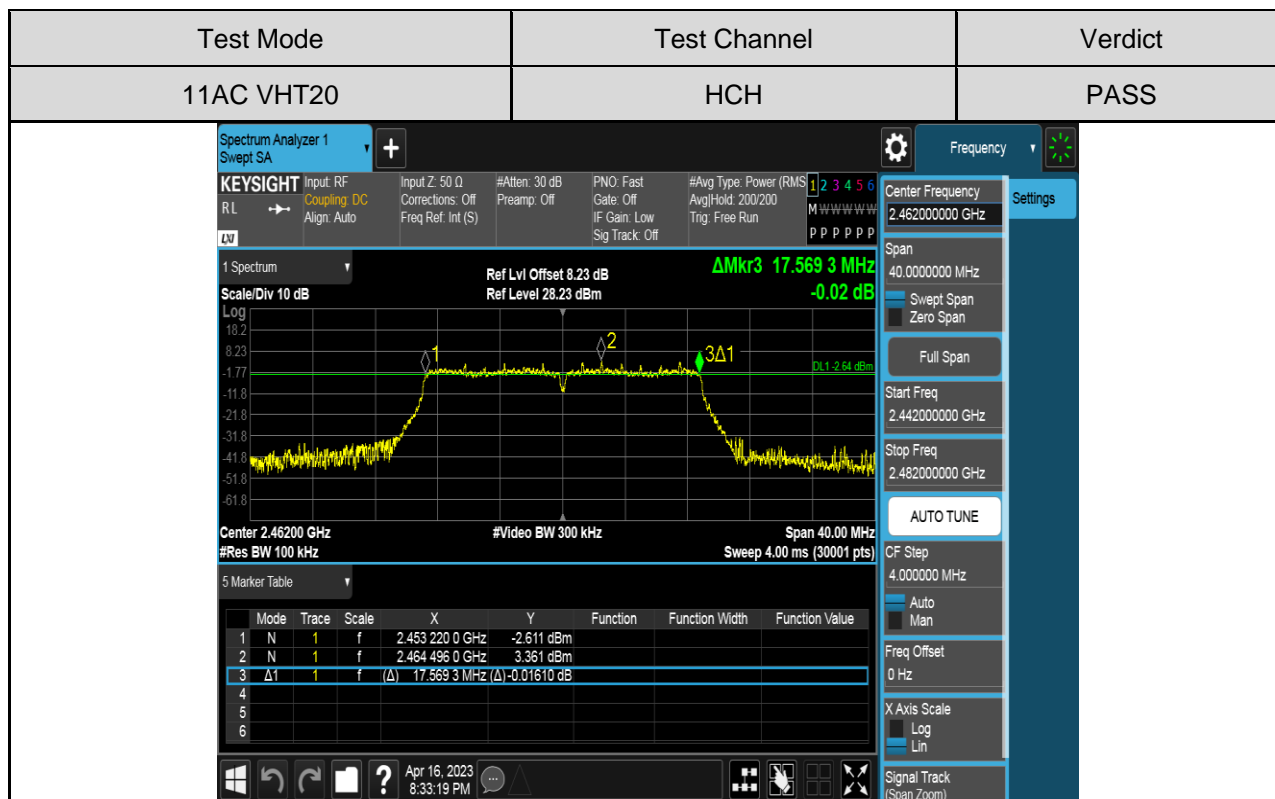 Test Mode Test Channel Verdict
11AC VHT20 HCH PASS
Spectrum Analyzer 1
Swept SA
+
Frequency
KEYSIGHT
RL
LXI
Input: RF
Coupling: DC
Align: Auto
Input Z: 50 Ω
Corrections: Off
Freq Ref: Int (S)
#Atten: 30 dB
Preamp: Off
PNO: Fast
Gate: Off
IF Gain: Low
Sig Track: Off
#Avg Type: Power (RMS
Avg|Hold: 200/200
Trig: Free Run
1 2 3 4 5 6
M W W W W W
P P P P P P
1 Spectrum
Scale/Div 10 dB
Ref Lvl Offset 8.23 dB
Ref Level 28.23 dBm
ΔMkr3 17.569 3 MHz
-0.02 dB
Log
18.2
8.23
-1.77
-11.8
-21.8
-31.8
-41.8
-51.8
-61.8
1
2
3Δ1
DL1 -2.64 dBm
Center 2.46200 GHz
#Res BW 100 kHz
#Video BW 300 kHz
Span 40.00 MHz
Sweep 4.00 ms (30001 pts)
5 Marker Table
Mode Trace Scale X Y Function Function Width Function Value
1 N 1 f 2.453 220 0 GHz -2.611 dBm
2 N 1 f 2.464 496 0 GHz 3.361 dBm
3 Δ1 1 f (Δ) 17.569 3 MHz (Δ) -0.01610 dB
4
5
6
?
Apr 16, 2023
8:33:19 PM
Center Frequency
2.462000000 GHz
Settings
Span
40.0000000 MHz
Swept Span
Zero Span
Full Span
Start Freq
2.442000000 GHz
Stop Freq
2.482000000 GHz
AUTO TUNE
CF Step
4.000000 MHz
Auto
Man
Freq Offset
0 Hz
X Axis Scale
Log
Lin
Signal Track
(Span Zoom)